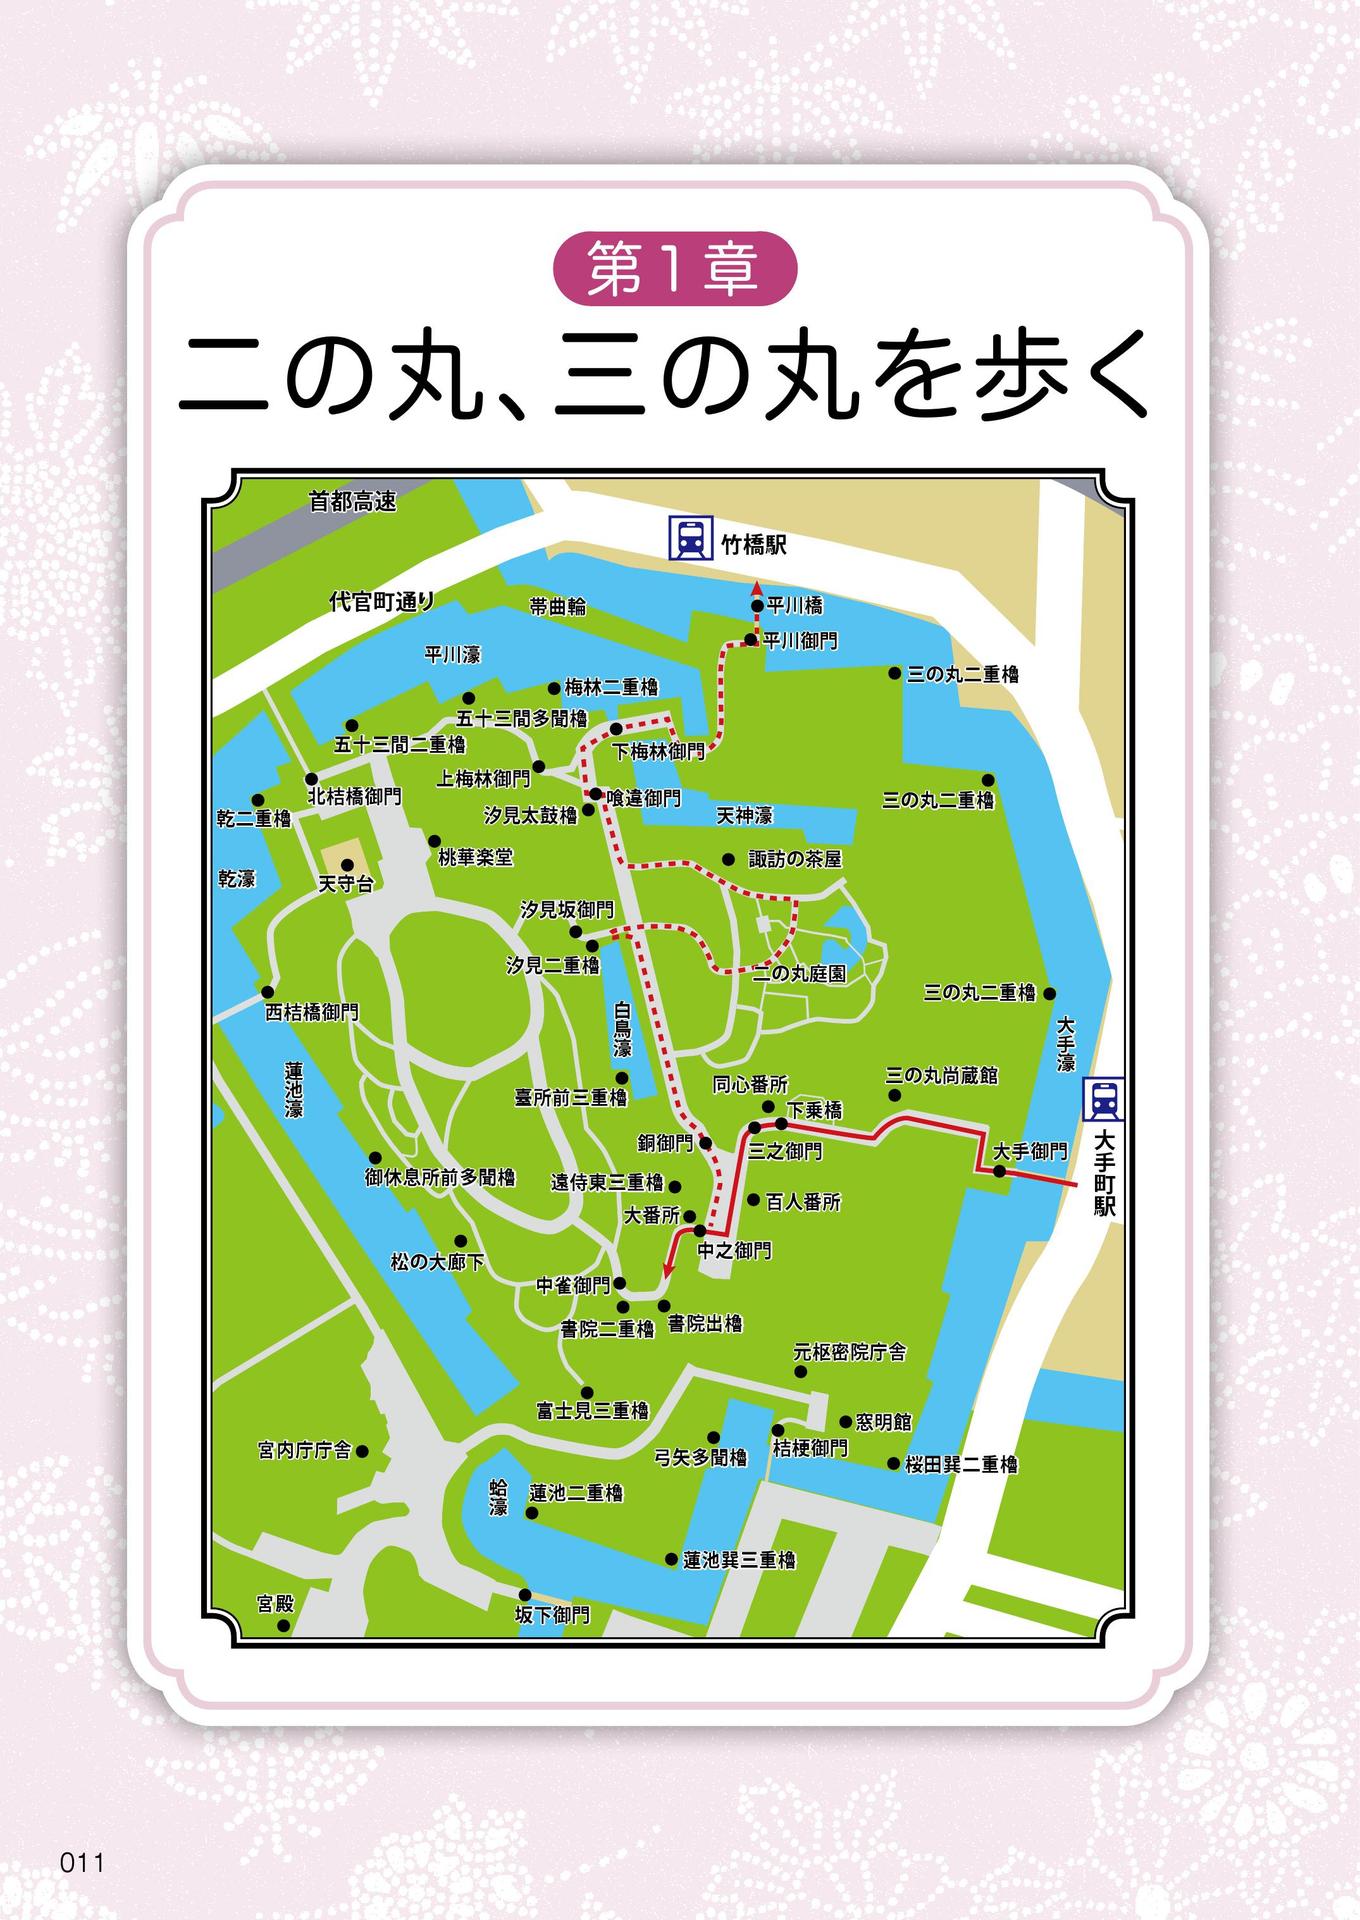 第1章
二の丸、三の丸を歩く
首都高速
竹橋駅
代官町通り
帯曲輪
平川橋
平川御門
平川濠
三の丸二重櫓
梅林二重櫓
五十三間多聞櫓
五十三間二重櫓
下梅林御門
上梅林御門
北桔橋御門
喰違御門
三の丸二重櫓
乾二重櫓
汐見太鼓櫓
天神濠
桃華楽堂
諏訪の茶屋
乾濠
天守台
汐見坂御門
汐見二重櫓
二の丸庭園
三の丸二重櫓
西桔橋御門
白鳥濠
大手濠
蓮池濠
三の丸尚蔵館
同心番所
臺所前三重櫓
下乗橋
銅御門
三之御門
大手御門
大手町駅
御休息所前多聞櫓
遠侍東三重櫓
百人番所
大番所
中之御門
松の大廊下
中雀御門
書院二重櫓
書院出櫓
元枢密院庁舎
富士見三重櫓
窓明館
宮内庁庁舎
弓矢多聞櫓
桔梗御門
桜田巽二重櫓
蛤濠
蓮池二重櫓
蓮池巽三重櫓
宮殿
坂下御門
011